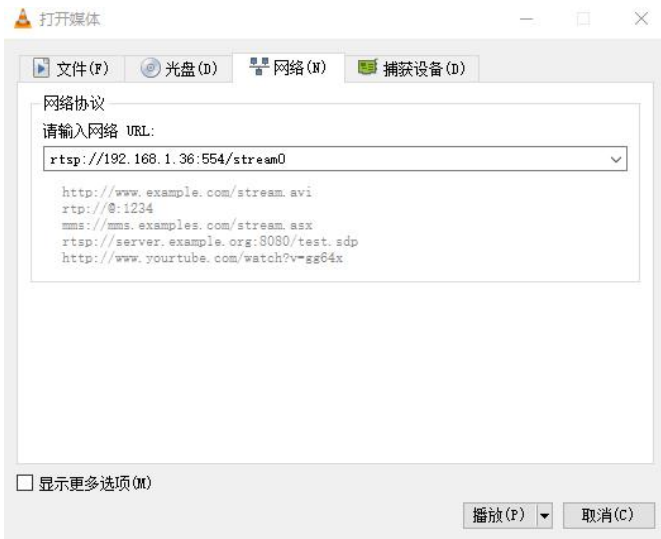 打开媒体
文件(F) 光盘(D) 网络(N) 捕获设备(D)
网络协议
请输入网络 URL:
rtsp://192.168.1.36:554/stream0
http://www.example.com/stream.avi
rtp://@:1234
mms://mms.examples.com/stream.asx
rtsp://server.example.org:8080/test.sdp
http://www.yourtube.com/watch?v=gg64x
显示更多选项(M)
播放(P) 取消(C)